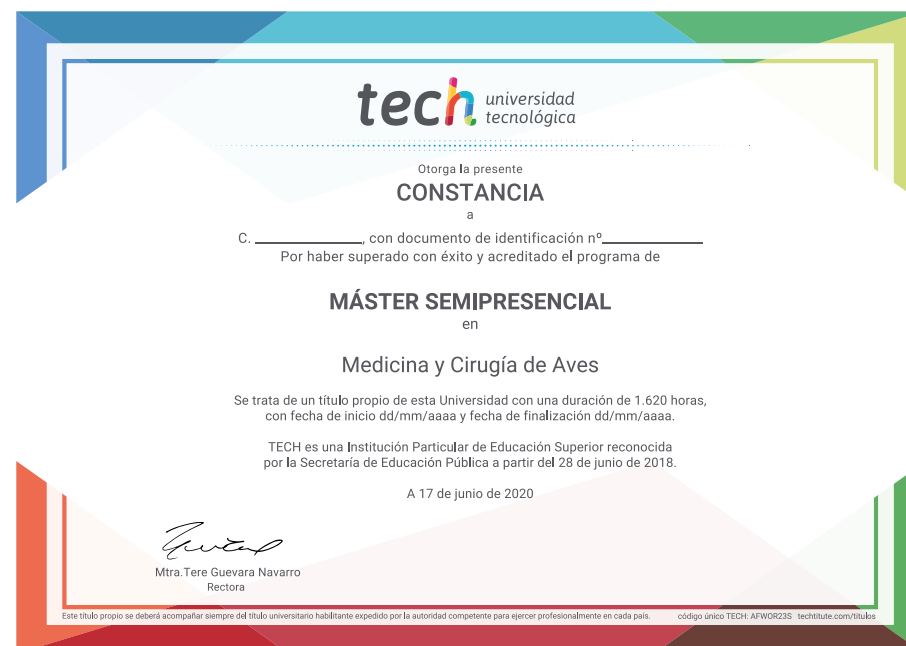 tech universidad
tecnológica
Otorga la presente
CONSTANCIA
a
C. ____________, con documento de identificación nº____________
Por haber superado con éxito y acreditado el programa de
MÁSTER SEMIPRESENCIAL
en
Medicina y Cirugía de Aves
Se trata de un título propio de esta Universidad con una duración de 1.620 horas,
con fecha de inicio dd/mm/aaaa y fecha de finalización dd/mm/aaaa.
TECH es una Institución Particular de Educación Superior reconocida
por la Secretaría de Educación Pública a partir del 28 de junio de 2018.
A 17 de junio de 2020
Mtra.Tere Guevara Navarro
Rectora
Este título propio se deberá acompañar siempre del título universitario habilitante expedido por la autoridad competente para ejercer profesionalmente en cada país. código único TECH: AFWOR23S techtitute.com/titulos